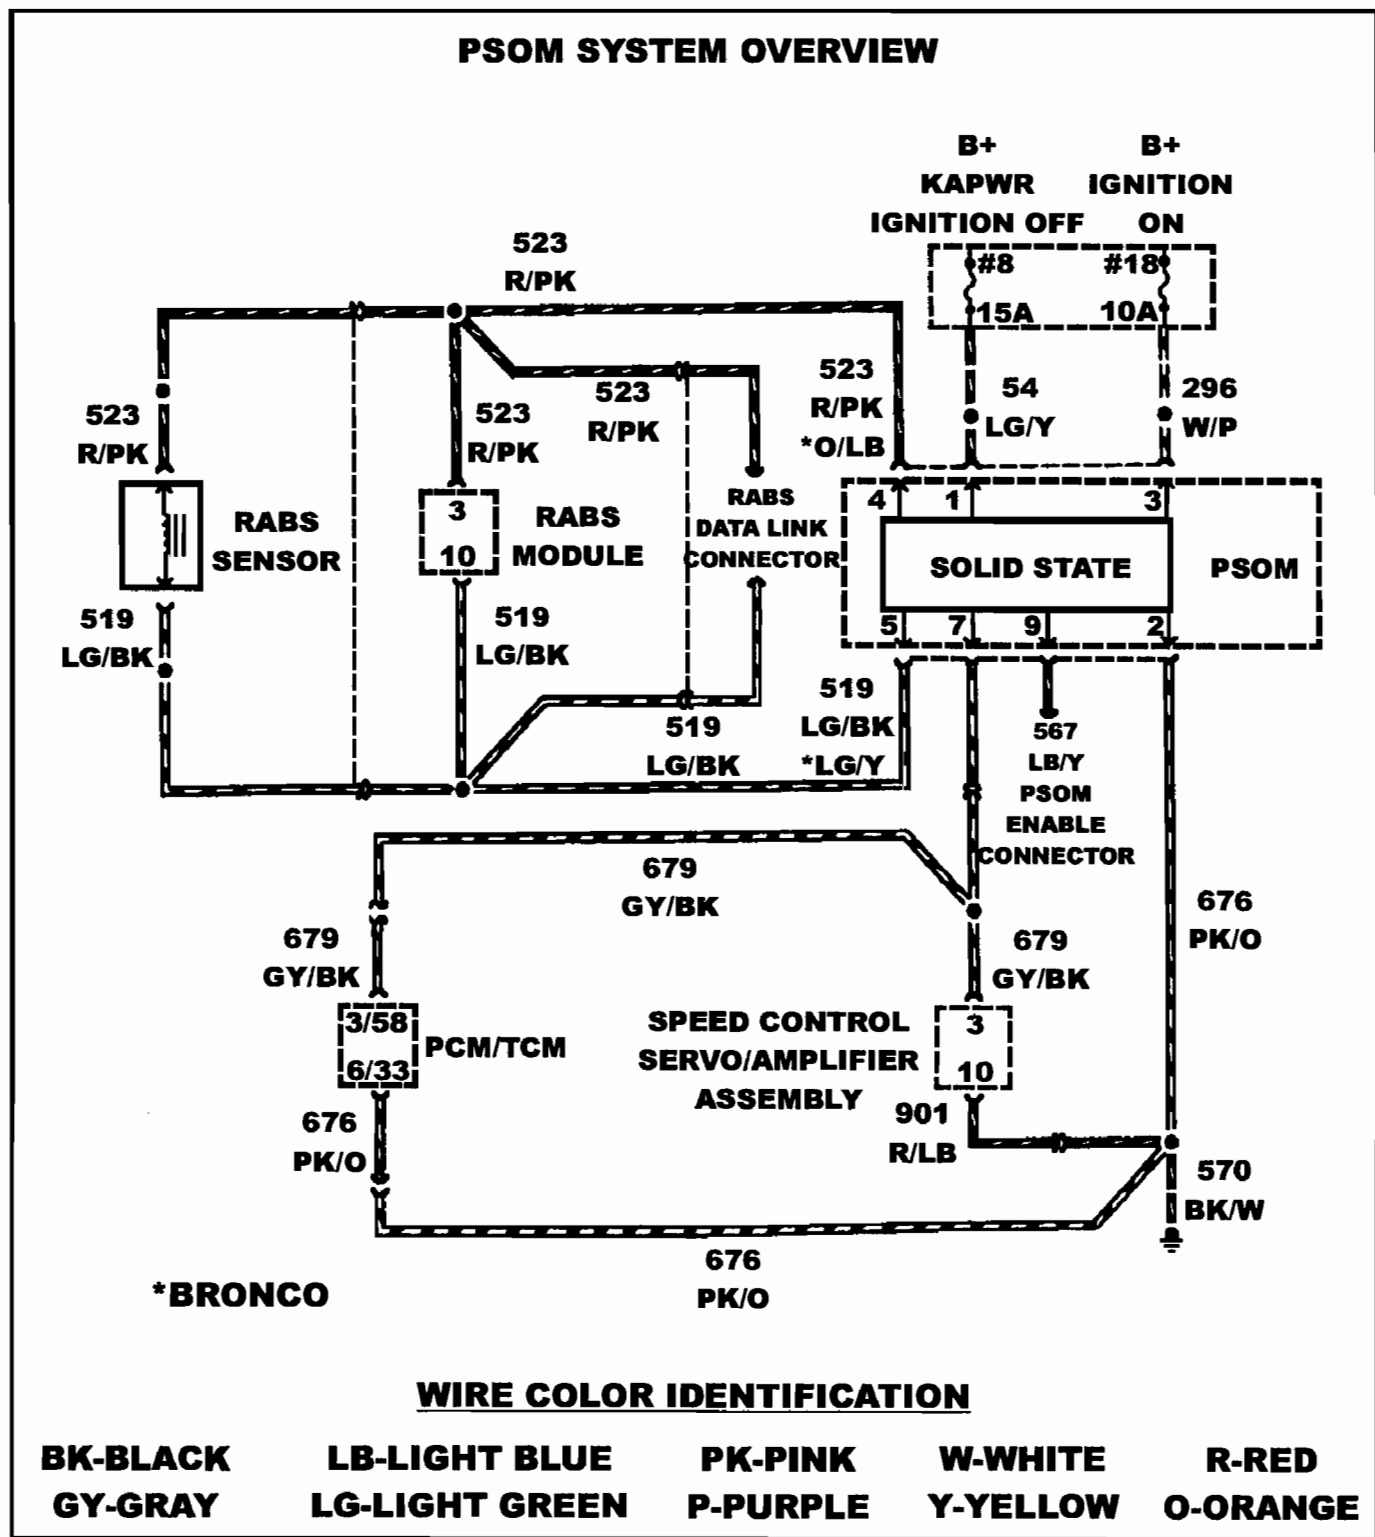 PSOM SYSTEM OVERVIEW
B+
KAPWR
IGNITION OFF
B+
IGNITION
ON
#8
15A
#18
10A
523
R/PK
523
R/PK
523
R/PK
523
R/PK
523
R/PK
*O/LB
54
LG/Y
296
W/P
RABS
SENSOR
3
10
RABS
MODULE
RABS
DATA LINK
CONNECTOR
4
1
3
SOLID STATE
PSOM
5
7
9
2
519
LG/BK
519
LG/BK
519
LG/BK
519
LG/BK
*LG/Y
567
LB/Y
PSOM
ENABLE
CONNECTOR
679
GY/BK
679
GY/BK
679
GY/BK
676
PK/O
3/58
6/33
PCM/TCM
SPEED CONTROL
SERVO/AMPLIFIER
ASSEMBLY
3
10
676
PK/O
901
R/LB
570
BK/W
676
PK/O
*BRONCO
WIRE COLOR IDENTIFICATION
BK-BLACK LB-LIGHT BLUE PK-PINK W-WHITE R-RED
GY-GRAY LG-LIGHT GREEN P-PURPLE Y-YELLOW O-ORANGE